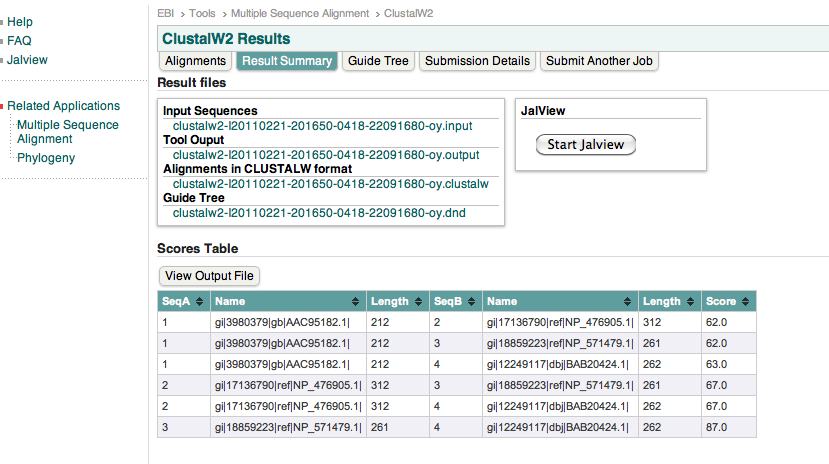 Help
FAQ
Jalview
Related Applications
Multiple Sequence
Alignment
Phylogeny
EBI > Tools > Multiple Sequence Alignment > ClustalW2
ClustalW2 Results
Alignments Result Summary Guide Tree Submission Details Submit Another Job
Result files
Input Sequences
clustalw2-I20110221-201650-0418-22091680-oy.input
Tool Ouput
clustalw2-I20110221-201650-0418-22091680-oy.output
Alignments in CLUSTALW format
clustalw2-I20110221-201650-0418-22091680-oy.clustalw
Guide Tree
clustalw2-I20110221-201650-0418-22091680-oy.dnd
JalView
Start Jalview
Scores Table
View Output File
SeqA Name Length SeqB Name Length Score
1 gi|3980379|gb|AAC95182.1| 212 2 gi|17136790|ref|NP_476905.1| 312 62.0
1 gi|3980379|gb|AAC95182.1| 212 3 gi|18859223|ref|NP_571479.1| 261 62.0
1 gi|3980379|gb|AAC95182.1| 212 4 gi|12249117|dbj|BAB20424.1| 262 63.0
2 gi|17136790|ref|NP_476905.1| 312 3 gi|18859223|ref|NP_571479.1| 261 67.0
2 gi|17136790|ref|NP_476905.1| 312 4 gi|12249117|dbj|BAB20424.1| 262 67.0
3 gi|18859223|ref|NP_571479.1| 261 4 gi|12249117|dbj|BAB20424.1| 262 87.0